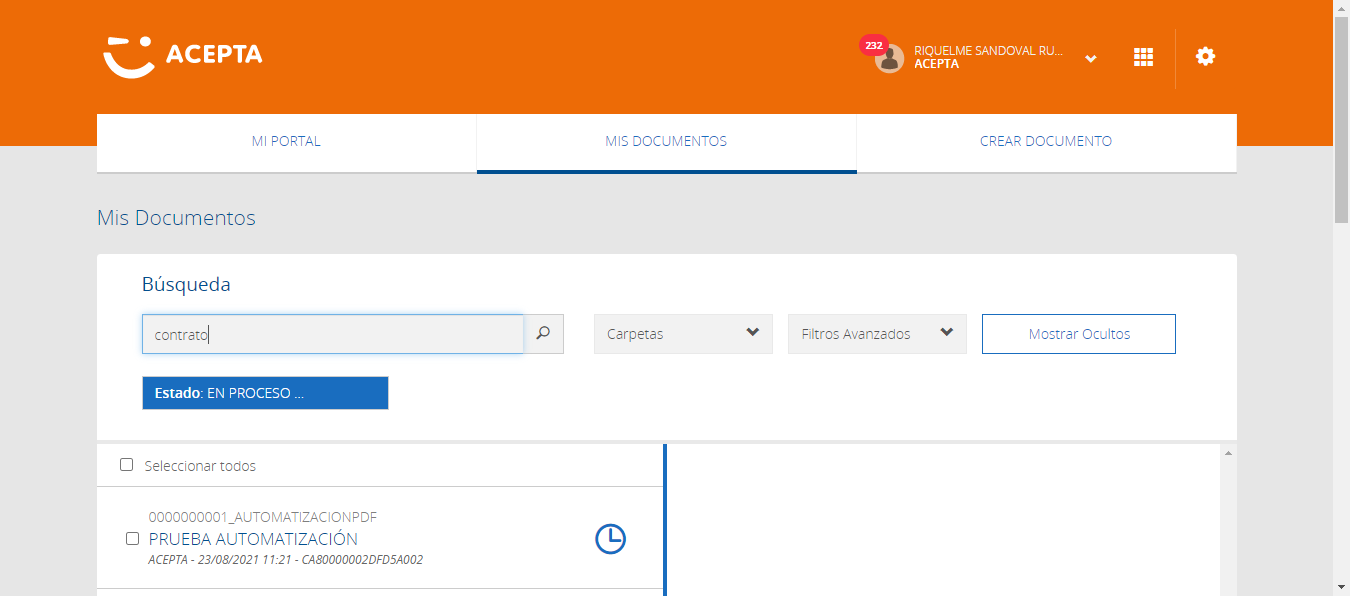 ACEPTA
232
RIQUELME SANDOVAL RU...
ACEPTA
MI PORTAL
MIS DOCUMENTOS
CREAR DOCUMENTO
Mis Documentos
Búsqueda
contrato
Carpetas
Filtros Avanzados
Mostrar Ocultos
Estado: EN PROCESO ...
Seleccionar todos
0000000001_AUTOMATIZACIONPDF
PRUEBA AUTOMATIZACIÓN
ACEPTA - 23/08/2021 11:21 - CA80000002DFD5A002